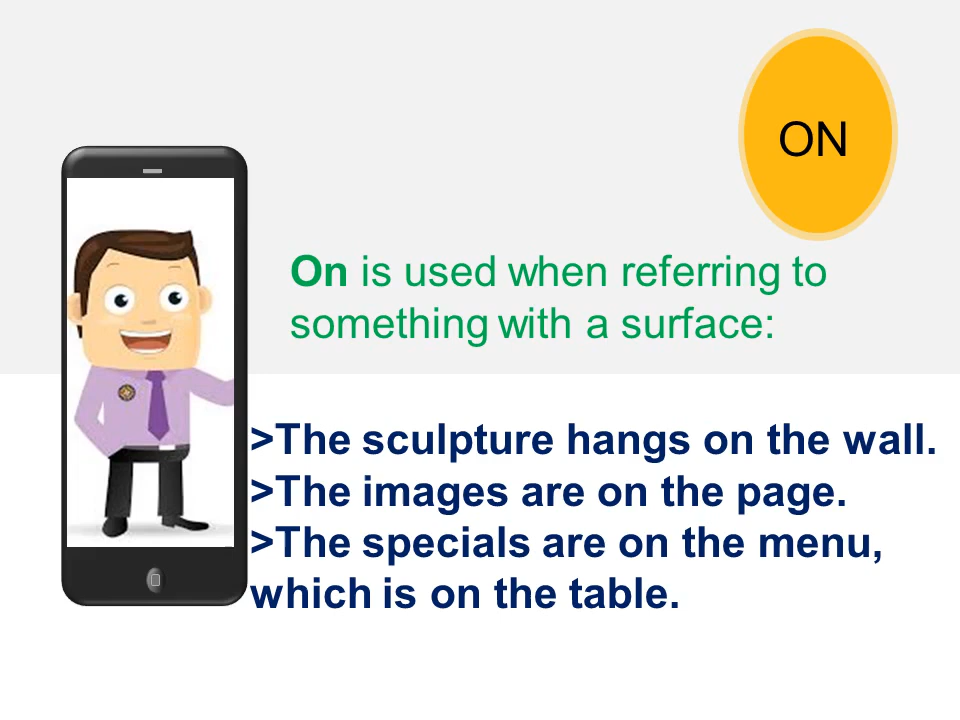 ON
On is used when referring to
something with a surface:
>The sculpture hangs on the wall.
>The images are on the page.
>The specials are on the menu,
which is on the table.